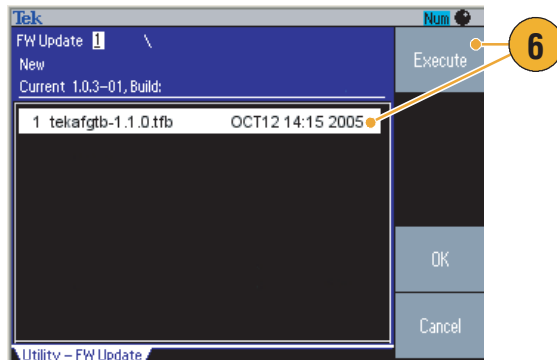 Tek
Num
FW Update 1 \
New
Current 1.0.3-01, Build:
1 tekafgtb-1.1.0.tfb OCT12 14:15 2005
Execute
6
OK
Cancel
Utility - FW Update